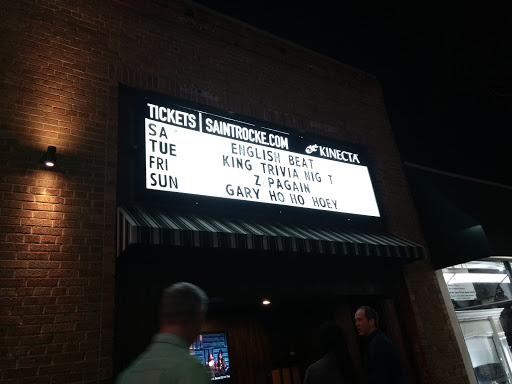 TICKETS | SAINTROCKE.COM KINECTA
SA ENGLISH BEAT
TUE KING TRIVIA NIG T
FRI Z PAGAIN
SUN GARY HO HO HOEY